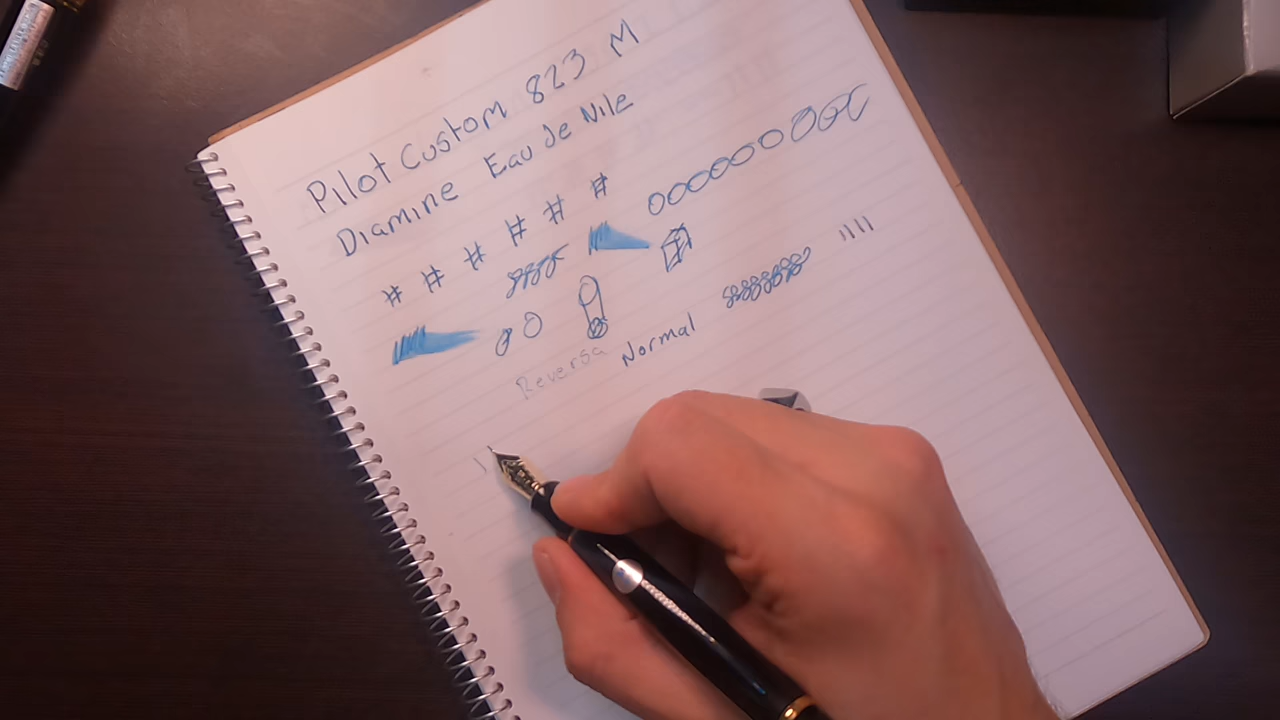 Pilot Custom 823 M
Diamine Eau de Nile
# # # # # #
Reverse Normal